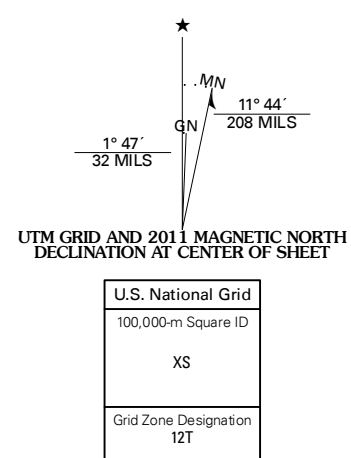 ★
MN
11° 44´
208 MILS
GN
1° 47´
32 MILS
UTM GRID AND 2011 MAGNETIC NORTH
DECLINATION AT CENTER OF SHEET
U.S. National Grid
100,000-m Square ID
XS
Grid Zone Designation
12T